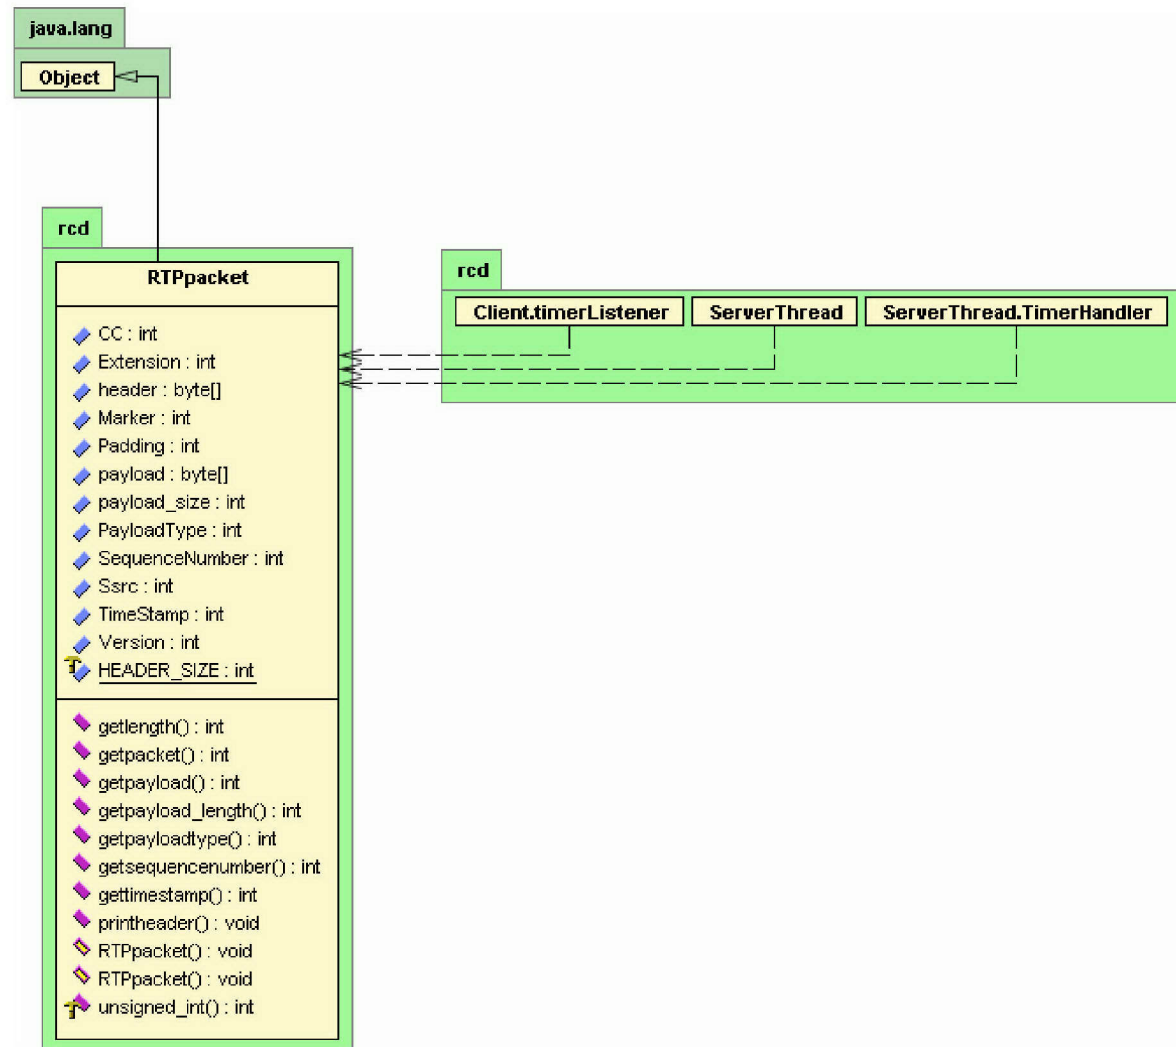 java.lang
Object
rcd
RTPpacket
CC : int
Extension : int
header : byte[]
Marker : int
Padding : int
payload : byte[]
payload_size : int
PayloadType : int
SequenceNumber : int
Ssrc : int
TimeStamp : int
Version : int
HEADER_SIZE : int
getlength() : int
getpacket() : int
getpayload() : int
getpayload_length() : int
getpayloadtype() : int
getsequencenumber() : int
gettimestamp() : int
printheader() : void
RTPpacket() : void
RTPpacket() : void
unsigned_int() : int
rcd
Client.timerListener
ServerThread
ServerThread.TimerHandler